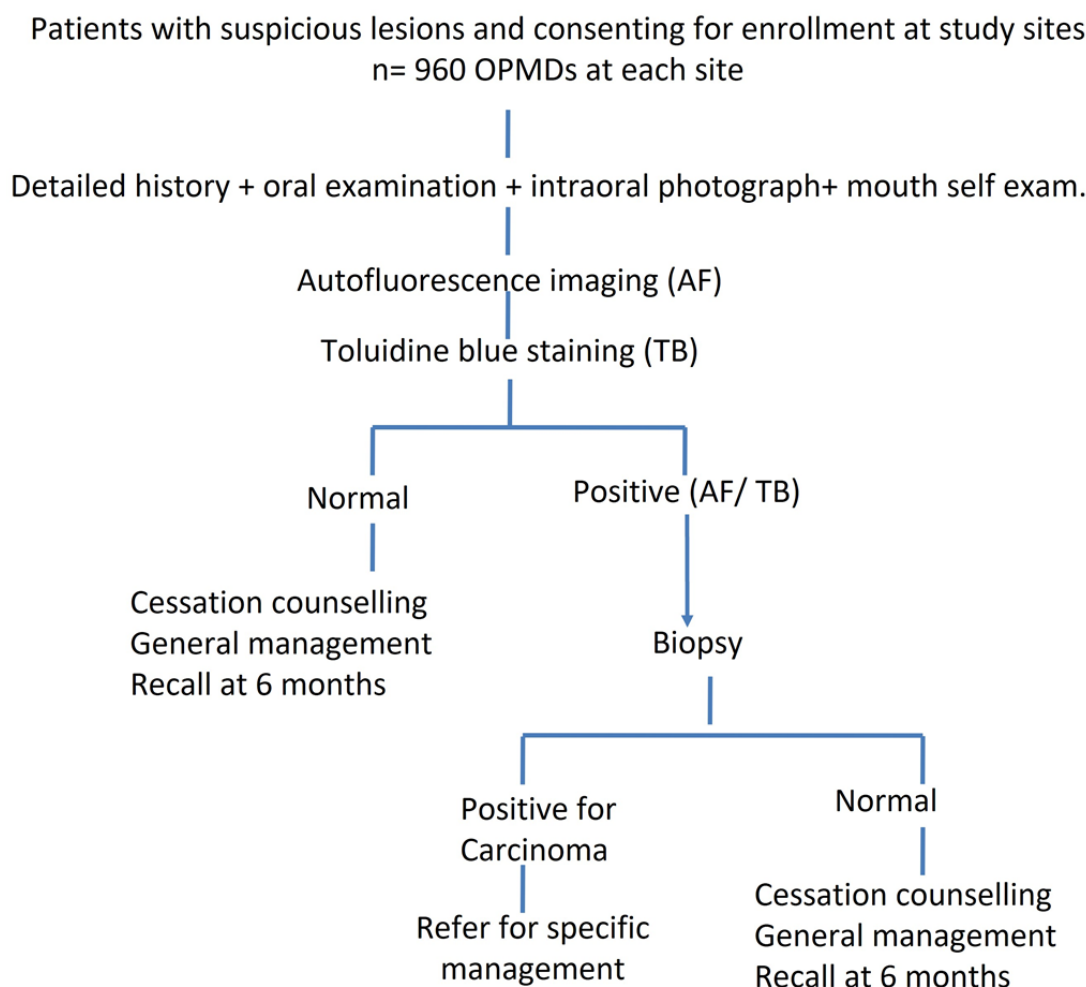 Patients with suspicious lesions and consenting for enrollment at study sites
n= 960 OPMDs at each site
Detailed history + oral examination + intraoral photograph+ mouth self exam.
Autofluorescence imaging (AF)
Toluidine blue staining (TB)
Normal
Positive (AF/ TB)
Cessation counselling
General management
Recall at 6 months
Biopsy
Positive for
Carcinoma
Refer for specific
management
Normal
Cessation counselling
General management
Recall at 6 months